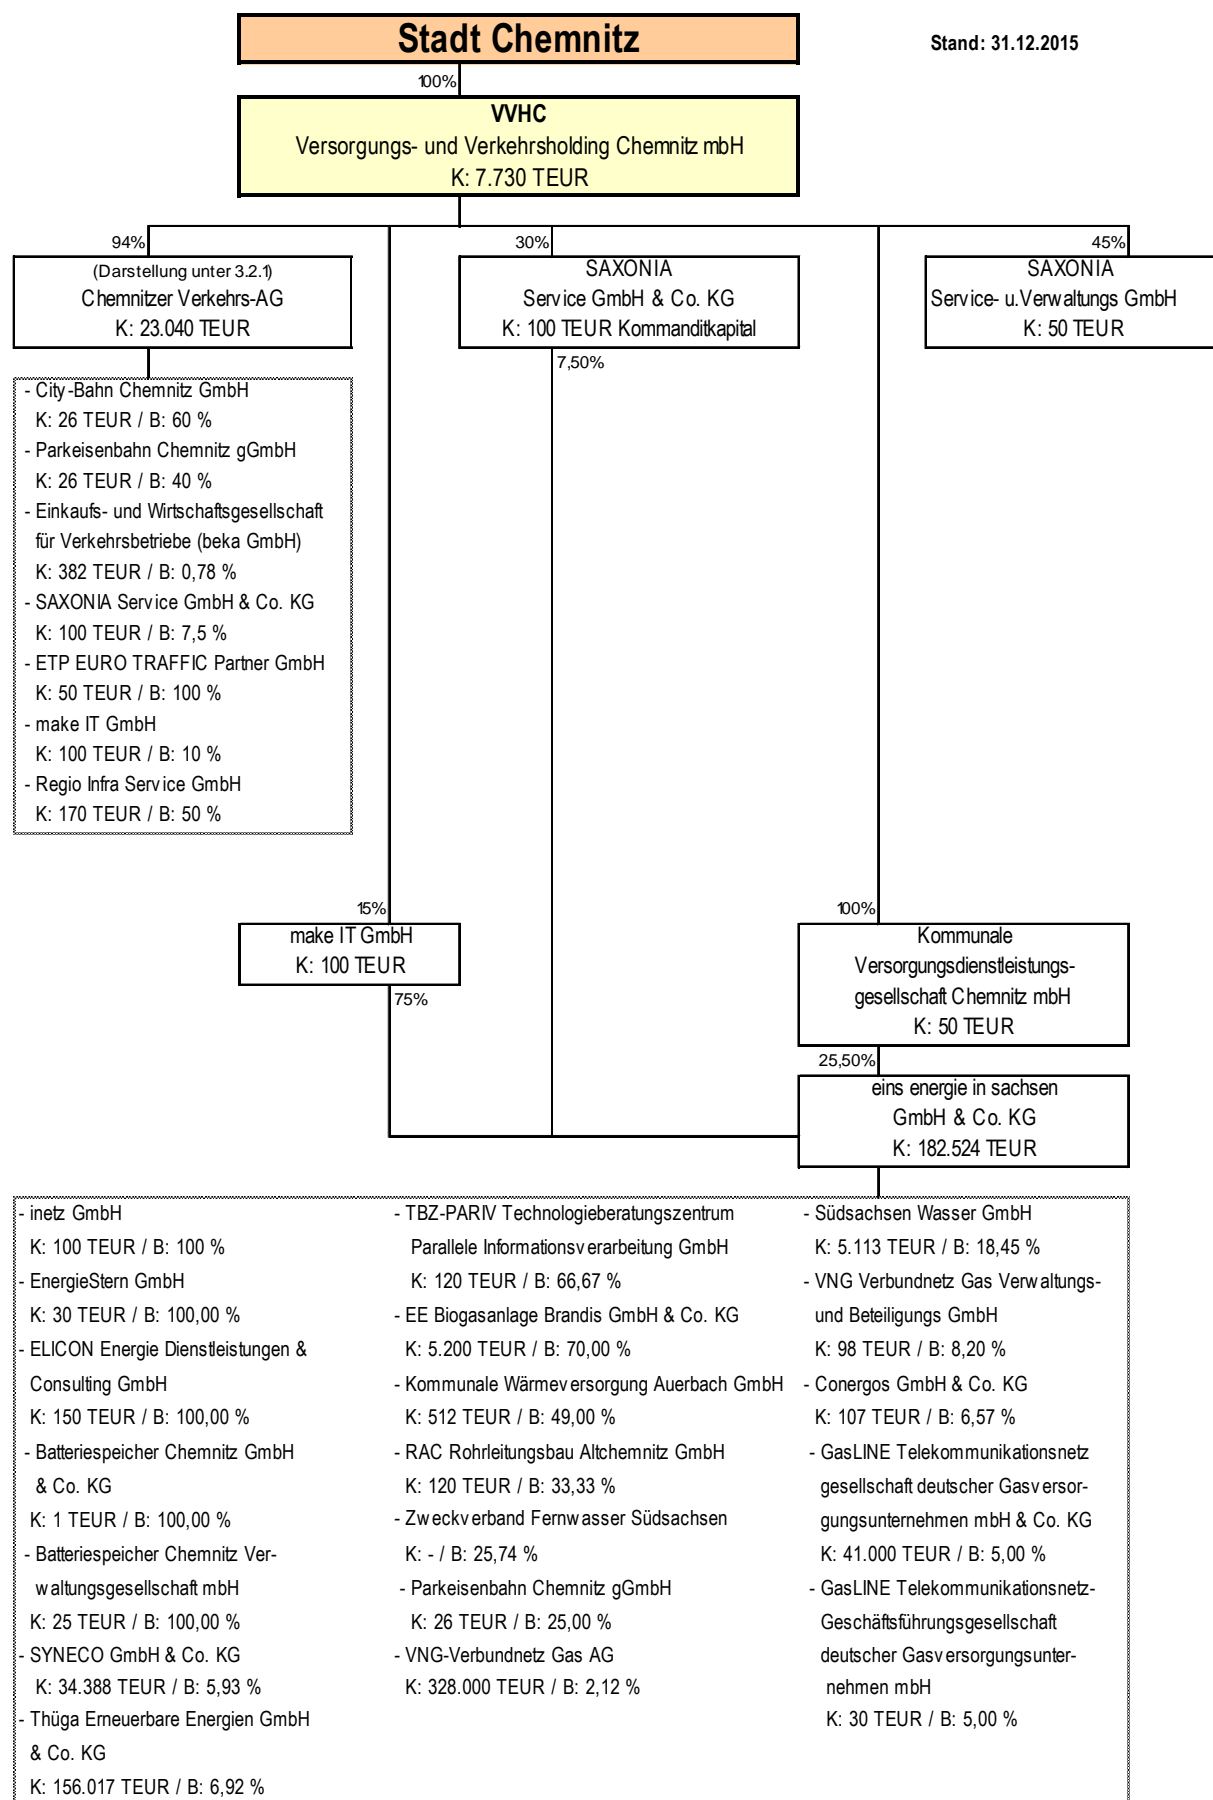 Stadt Chemnitz
Stand: 31.12.2015
100%
VVHC
Versorgungs- und Verkehrsholding Chemnitz mbH
K: 7.730 TEUR
94%
(Darstellung unter 3.2.1)
Chemnitzer Verkehrs-AG
K: 23.040 TEUR
30%
SAXONIA
Service GmbH & Co. KG
K: 100 TEUR Kommanditkapital
7,50%
45%
SAXONIA
Service- u.Verwaltungs GmbH
K: 50 TEUR
- City-Bahn Chemnitz GmbH
K: 26 TEUR / B: 60 %
- Parkeisenbahn Chemnitz gGmbH
K: 26 TEUR / B: 40 %
- Einkaufs- und Wirtschaftsgesellschaft
für Verkehrsbetriebe (beka GmbH)
K: 382 TEUR / B: 0,78 %
- SAXONIA Service GmbH & Co. KG
K: 100 TEUR / B: 7,5 %
- ETP EURO TRAFFIC Partner GmbH
K: 50 TEUR / B: 100 %
- make IT GmbH
K: 100 TEUR / B: 10 %
- Regio Infra Service GmbH
K: 170 TEUR / B: 50 %
15%
make IT GmbH
K: 100 TEUR
75%
100%
Kommunale
Versorgungsdienstleistungs-
gesellschaft Chemnitz mbH
K: 50 TEUR
25,50%
eins energie in sachsen
GmbH & Co. KG
K: 182.524 TEUR
- inetz GmbH
K: 100 TEUR / B: 100 %
- EnergieStern GmbH
K: 30 TEUR / B: 100,00 %
- ELICON Energie Dienstleistungen &
Consulting GmbH
K: 150 TEUR / B: 100,00 %
- Batteriespeicher Chemnitz GmbH
& Co. KG
K: 1 TEUR / B: 100,00 %
- Batteriespeicher Chemnitz Ver-
waltungsgesellschaft mbH
K: 25 TEUR / B: 100,00 %
- SYNECO GmbH & Co. KG
K: 34.388 TEUR / B: 5,93 %
- Thüga Erneuerbare Energien GmbH
& Co. KG
K: 156.017 TEUR / B: 6,92 %
- TBZ-PARIV Technologieberatungszentrum
Parallele Informationsverarbeitung GmbH
K: 120 TEUR / B: 66,67 %
- EE Biogasanlage Brandis GmbH & Co. KG
K: 5.200 TEUR / B: 70,00 %
- Kommunale Wärmeversorgung Auerbach GmbH
K: 512 TEUR / B: 49,00 %
- RAC Rohrleitungsbau Altchemnitz GmbH
K: 120 TEUR / B: 33,33 %
- Zweckverband Fernwasser Südsachsen
K: - / B: 25,74 %
- Parkeisenbahn Chemnitz gGmbH
K: 26 TEUR / B: 25,00 %
- VNG-Verbundnetz Gas AG
K: 328.000 TEUR / B: 2,12 %
- Südsachsen Wasser GmbH
K: 5.113 TEUR / B: 18,45 %
- VNG Verbundnetz Gas Verwaltungs-
und Beteiligungs GmbH
K: 98 TEUR / B: 8,20 %
- Conergos GmbH & Co. KG
K: 107 TEUR / B: 6,57 %
- GasLINE Telekommunikationsnetz
gesellschaft deutscher Gasversor-
gungsunternehmen mbH & Co. KG
K: 41.000 TEUR / B: 5,00 %
- GasLINE Telekommunikationsnetz-
Geschäftsführungsgesellschaft
deutscher Gasversorgungsunter-
nehmen mbH
K: 30 TEUR / B: 5,00 %